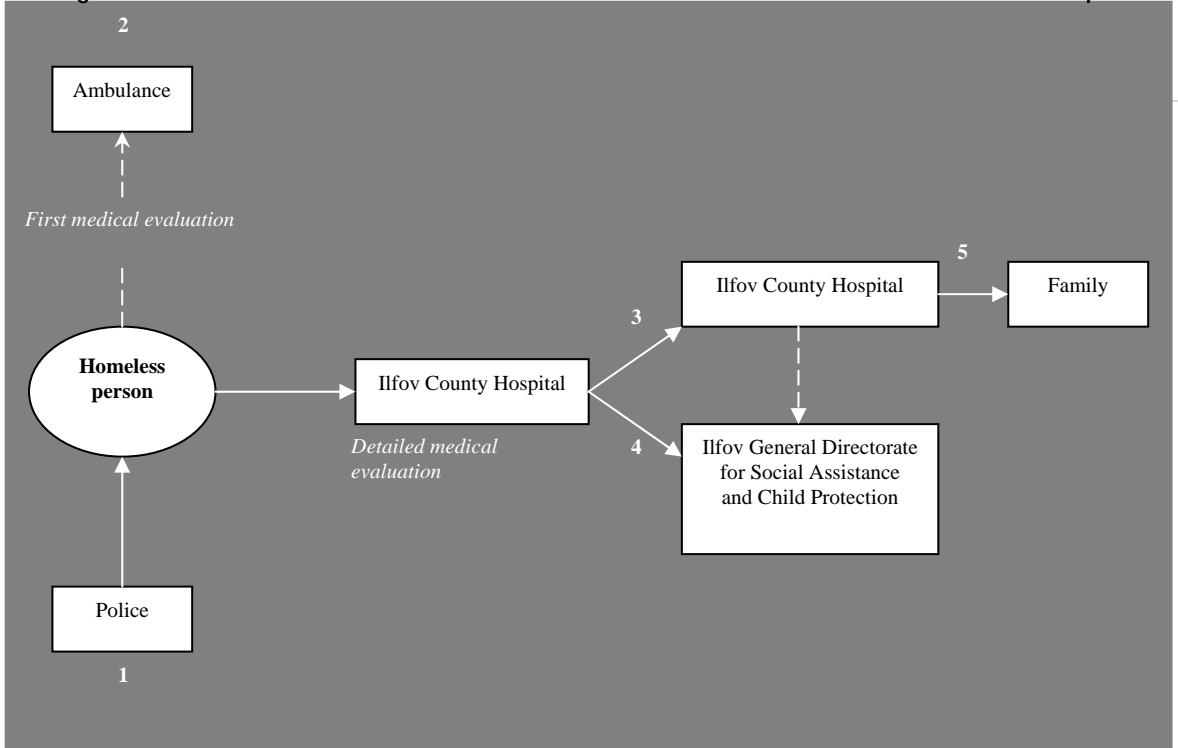 2
Ambulance
First medical evaluation
5
Ilfov County Hospital
Family
3
Homeless
person
Ilfov County Hospital
Detailed medical
evaluation
4
Ilfov General Directorate
for Social Assistance
and Child Protection
Police
1